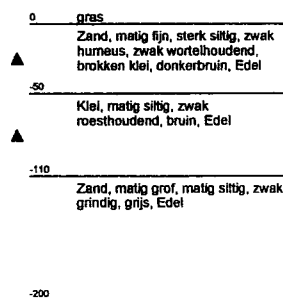 0 gras
Zand, matig fijn, sterk siltig, zwak
humeus, zwak wortelhoudend,
brokken klei, donkerbruin, Edel
-50
Klei, matig siltig, zwak
roesthoudend, bruin, Edel
-110
Zand, matig grof, matig siltig, zwak
grindig, grijs, Edel
-200